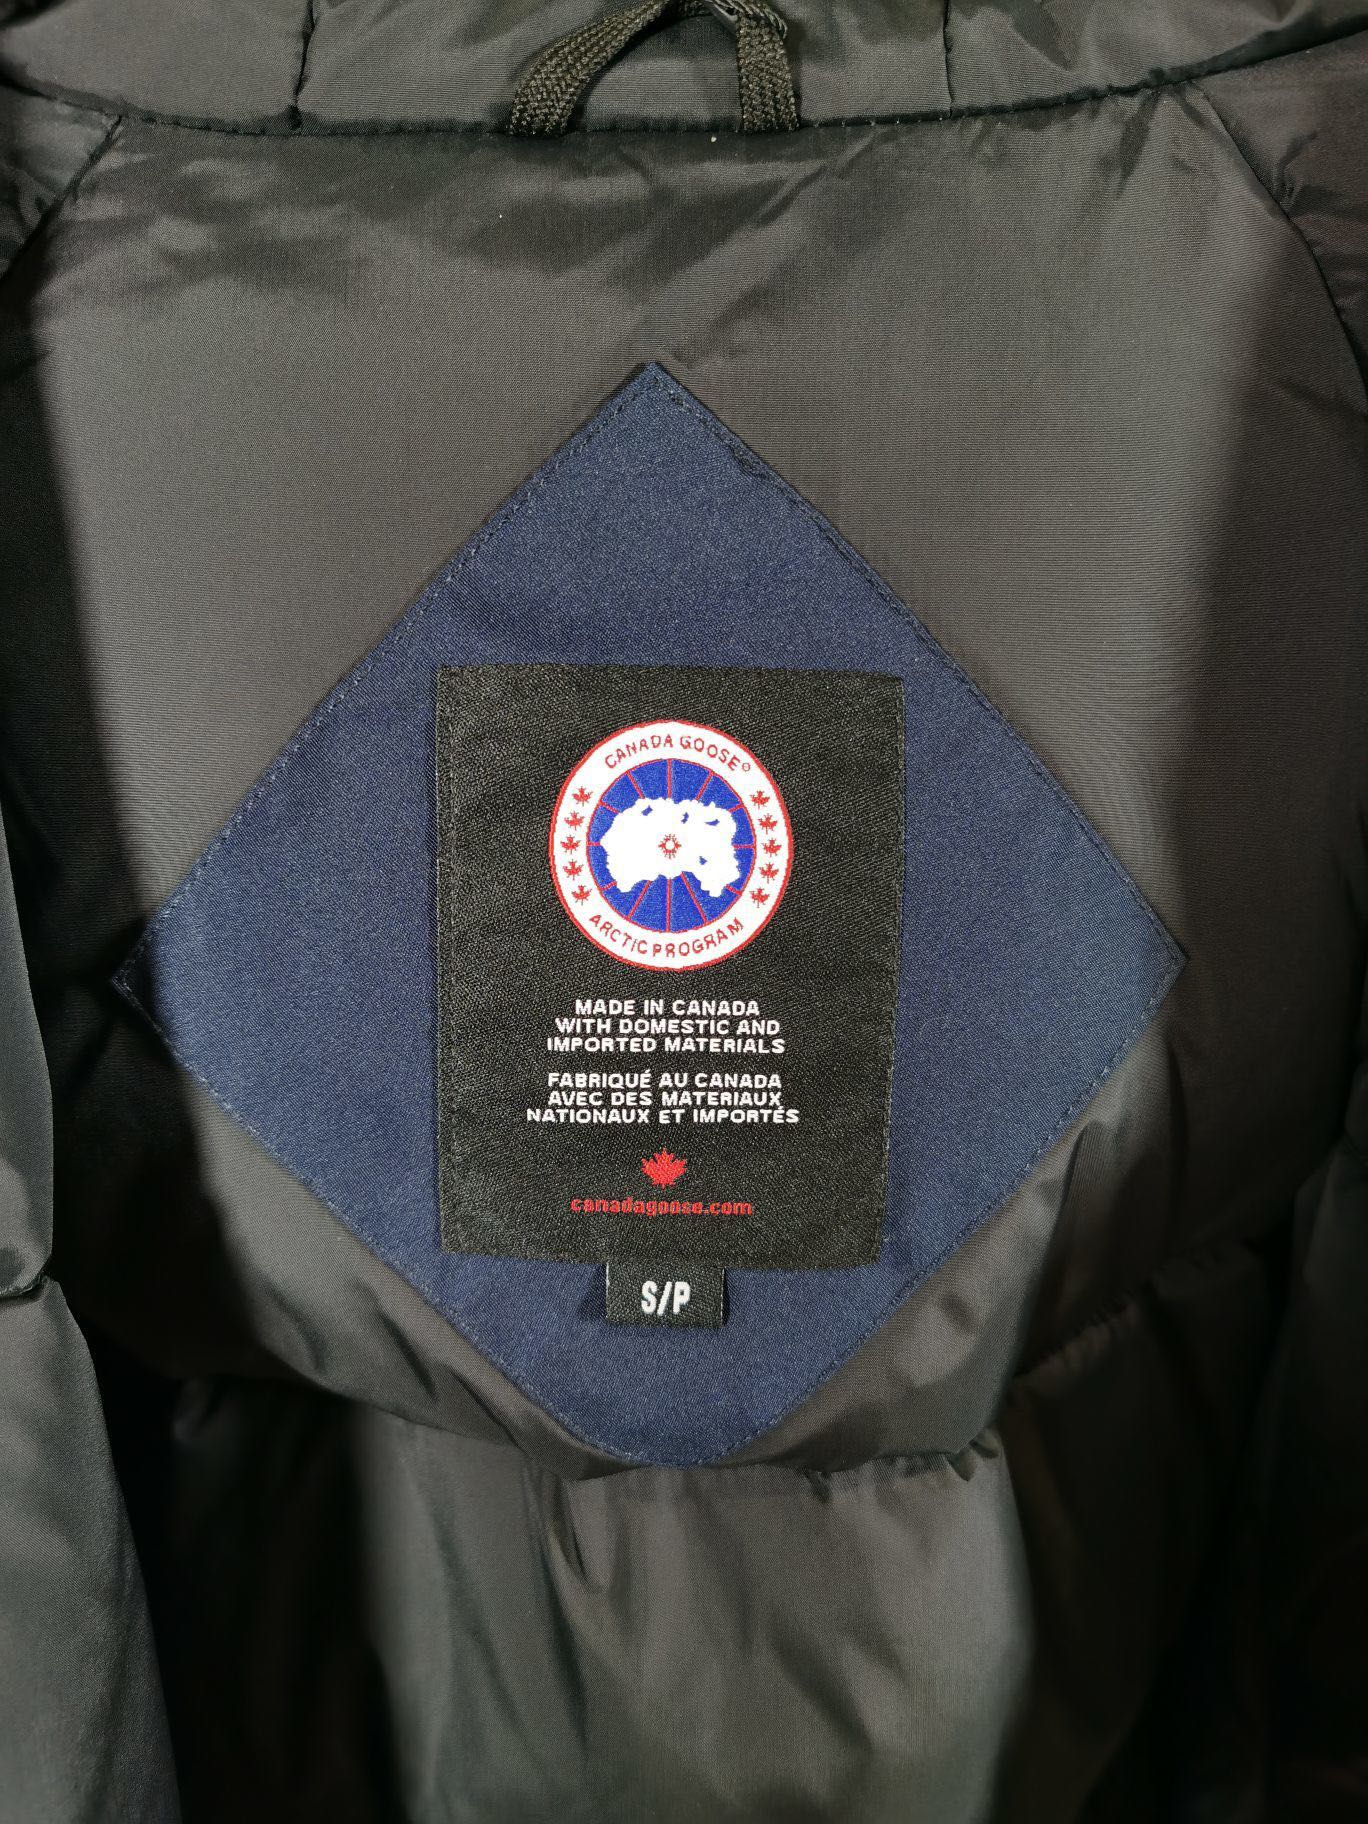 CANADA GOOSE®
ARCTIC PROGRAM
MADE IN CANADA
WITH DOMESTIC AND
IMPORTED MATERIALS
FABRIQUÉ AU CANADA
AVEC DES MATERIAUX
NATIONAUX ET IMPORTÉS
canadagoose.com
S/P